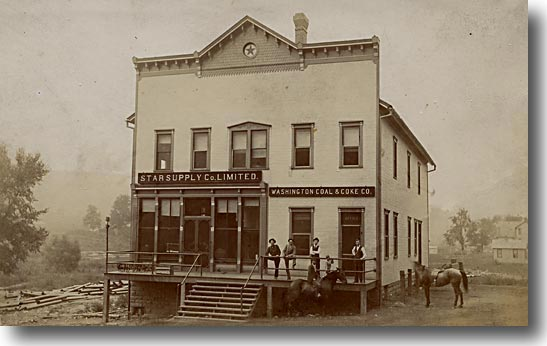 STAR SUPPLY Co. LIMITED.
WASHINGTON COAL & COKE CO.